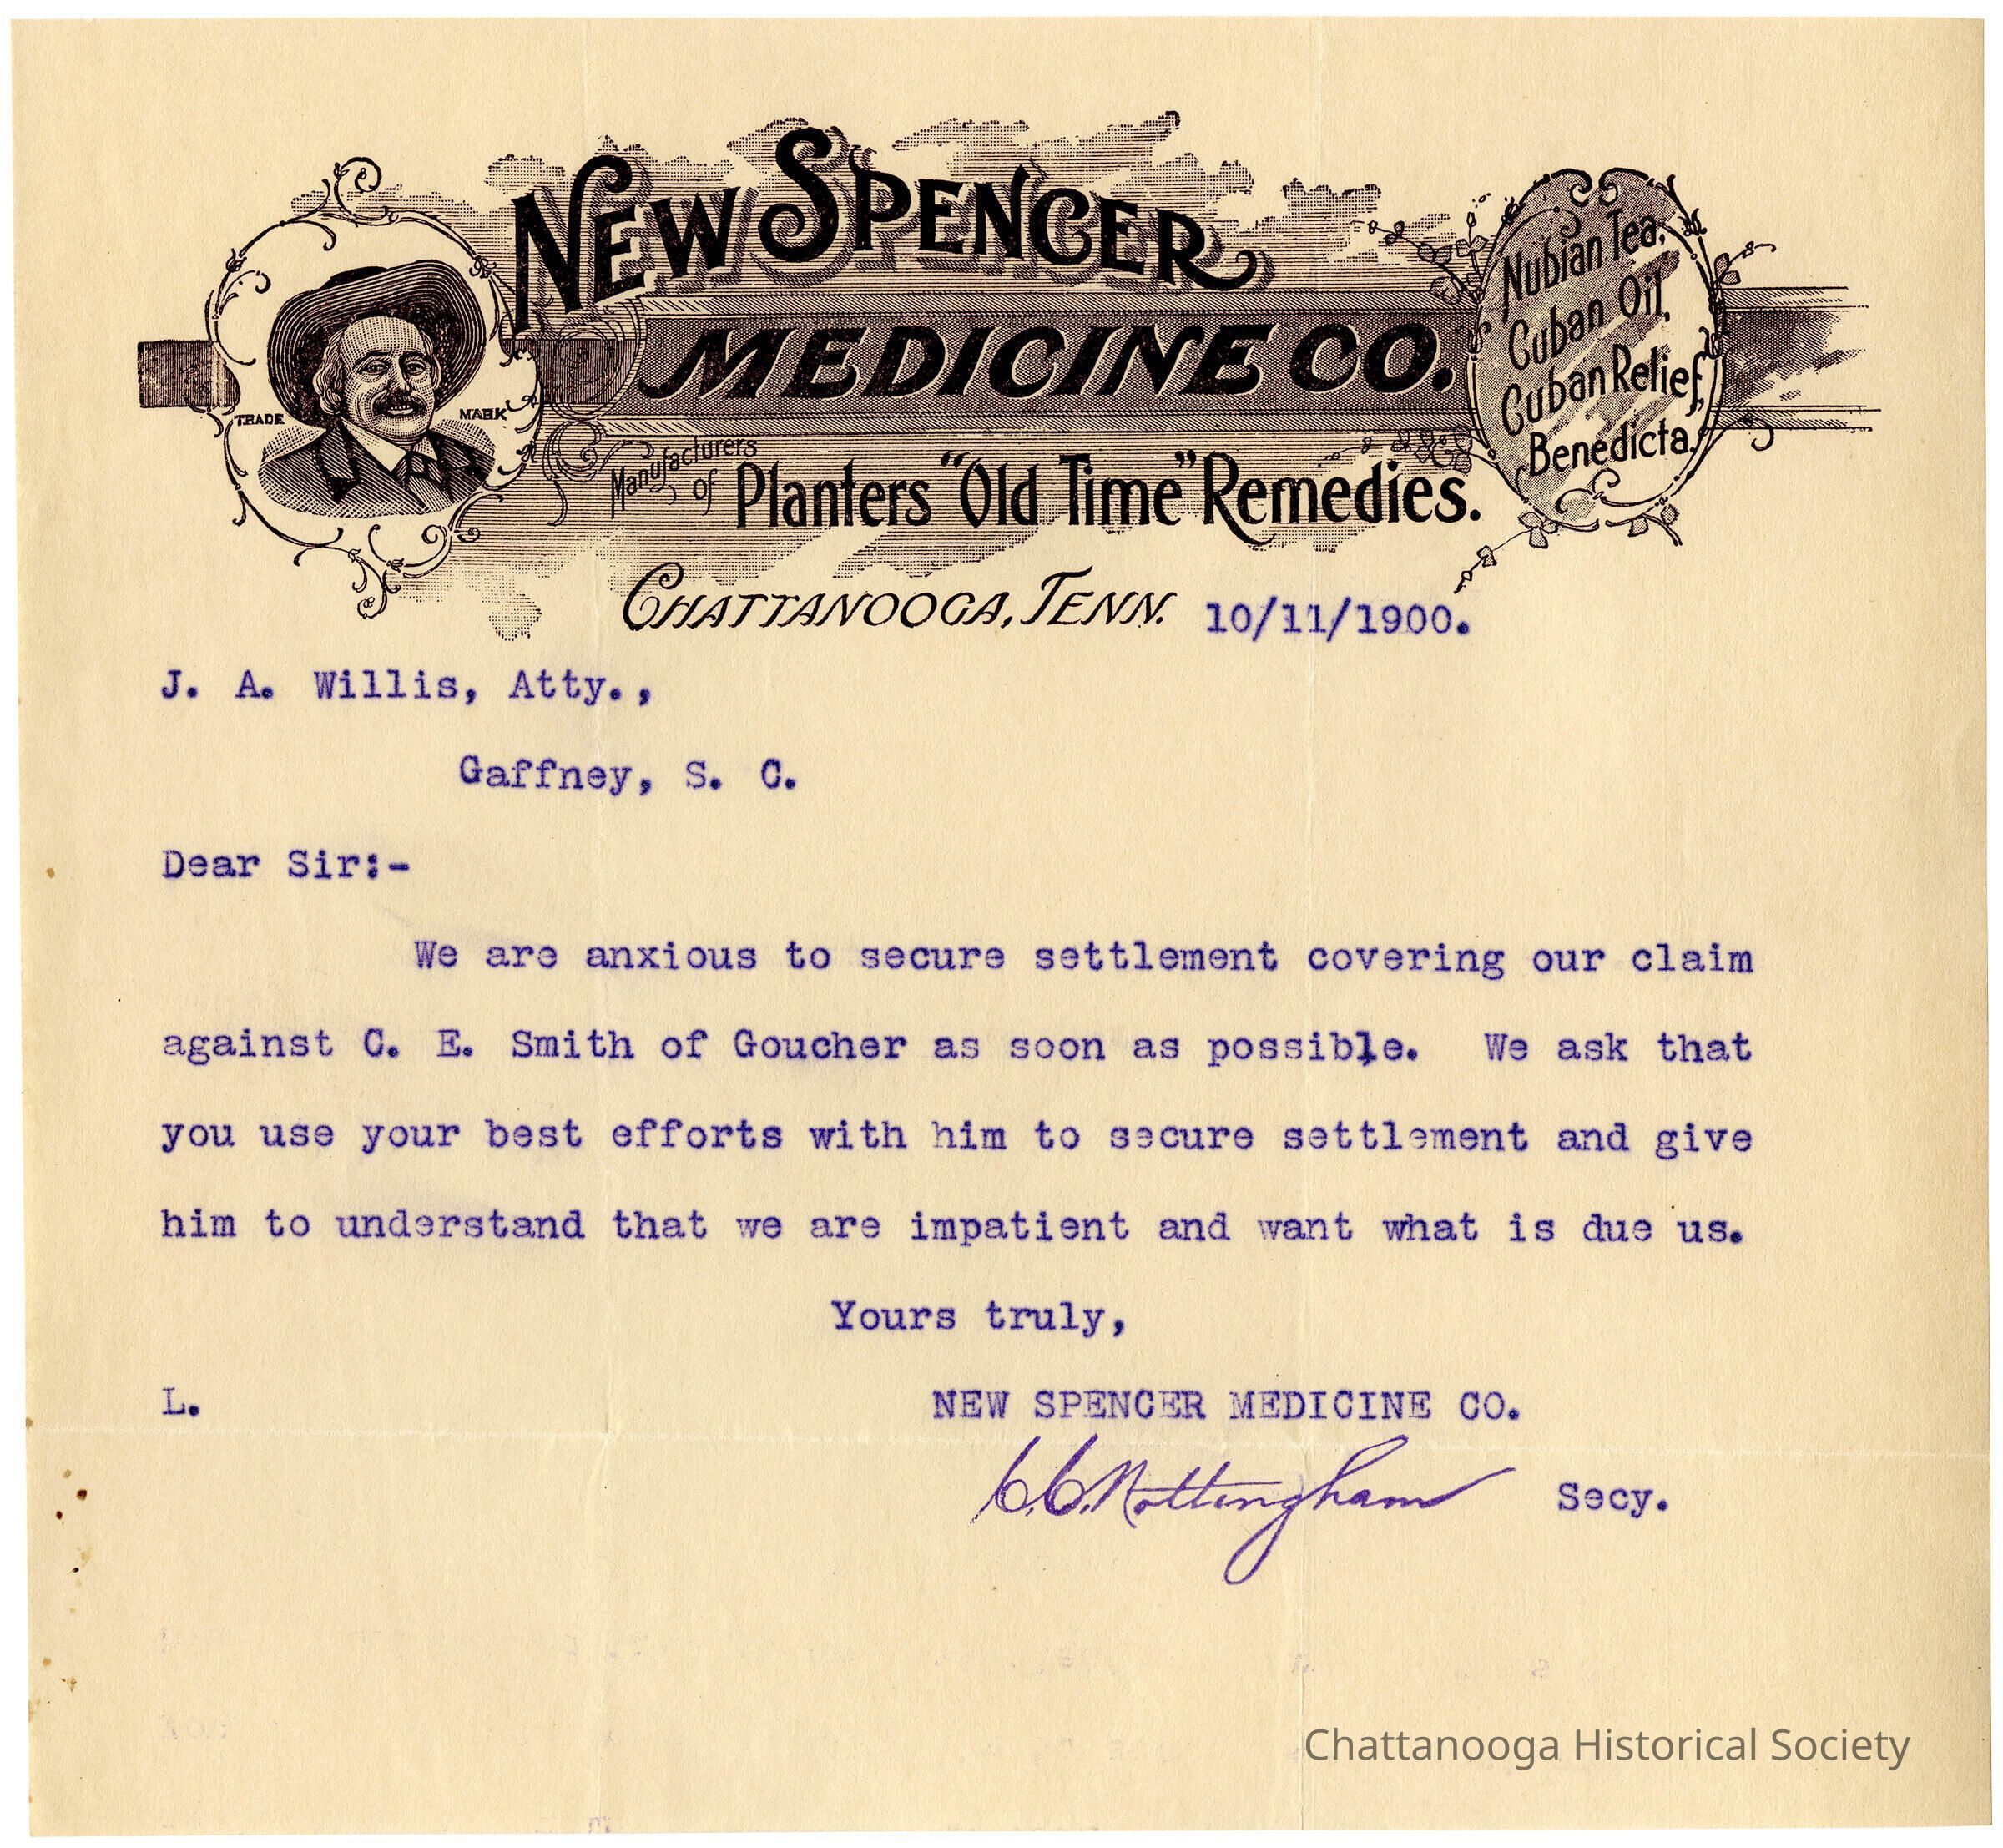 NEW SPENCER
MEDICINE CO.
TRADE MARK
Manufacturers
of Planters "Old Time" Remedies.
Nubian Tea,
Cuban Oil,
Cuban Relief,
Benedicta.
CHATTANOOGA, TENN. 10/11/1900.
J. A. Willis, Atty.,
Gaffney, S. C.
Dear Sir:-
We are anxious to secure settlement covering our claim
against C. E. Smith of Goucher as soon as possible. We ask that
you use your best efforts with him to secure settlement and give
him to understand that we are impatient and want what is due us.
Yours truly,
L. NEW SPENCER MEDICINE CO.
C.C. Nottingham Secy.
Chattanooga Historical Society